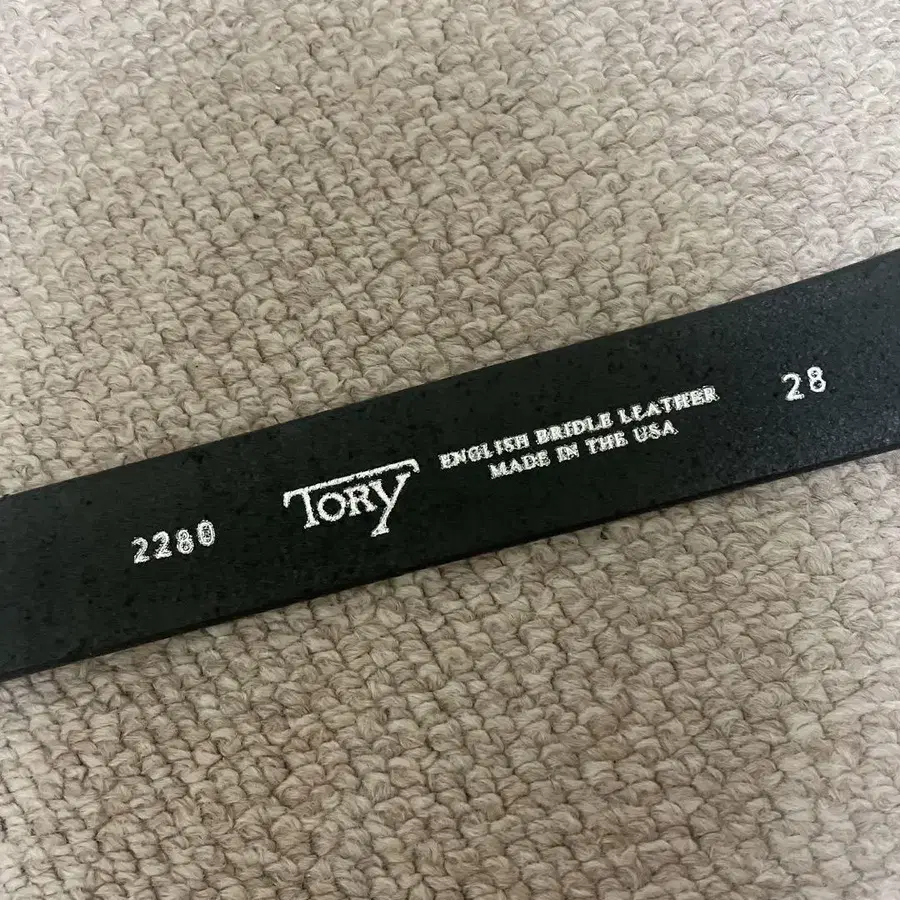 2280
TORY
ENGLISH BRIDLE LEATHER
MADE IN THE USA
28